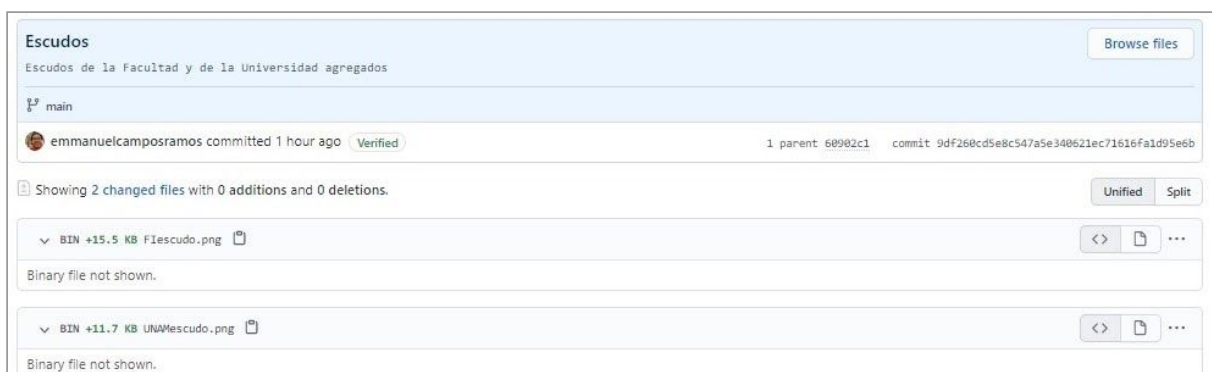 Escudos
Browse files
Escudos de la Facultad y de la Universidad agregados
main
emmanuelcamposramos committed 1 hour ago Verified
1 parent 60902c1 commit 9df260cd5e8c547a5e340621ec71616fa1d95e6b
Showing 2 changed files with 0 additions and 0 deletions.
Unified Split
BIN +15.5 KB FIescudo.png
Binary file not shown.
BIN +11.7 KB UNAMescudo.png
Binary file not shown.